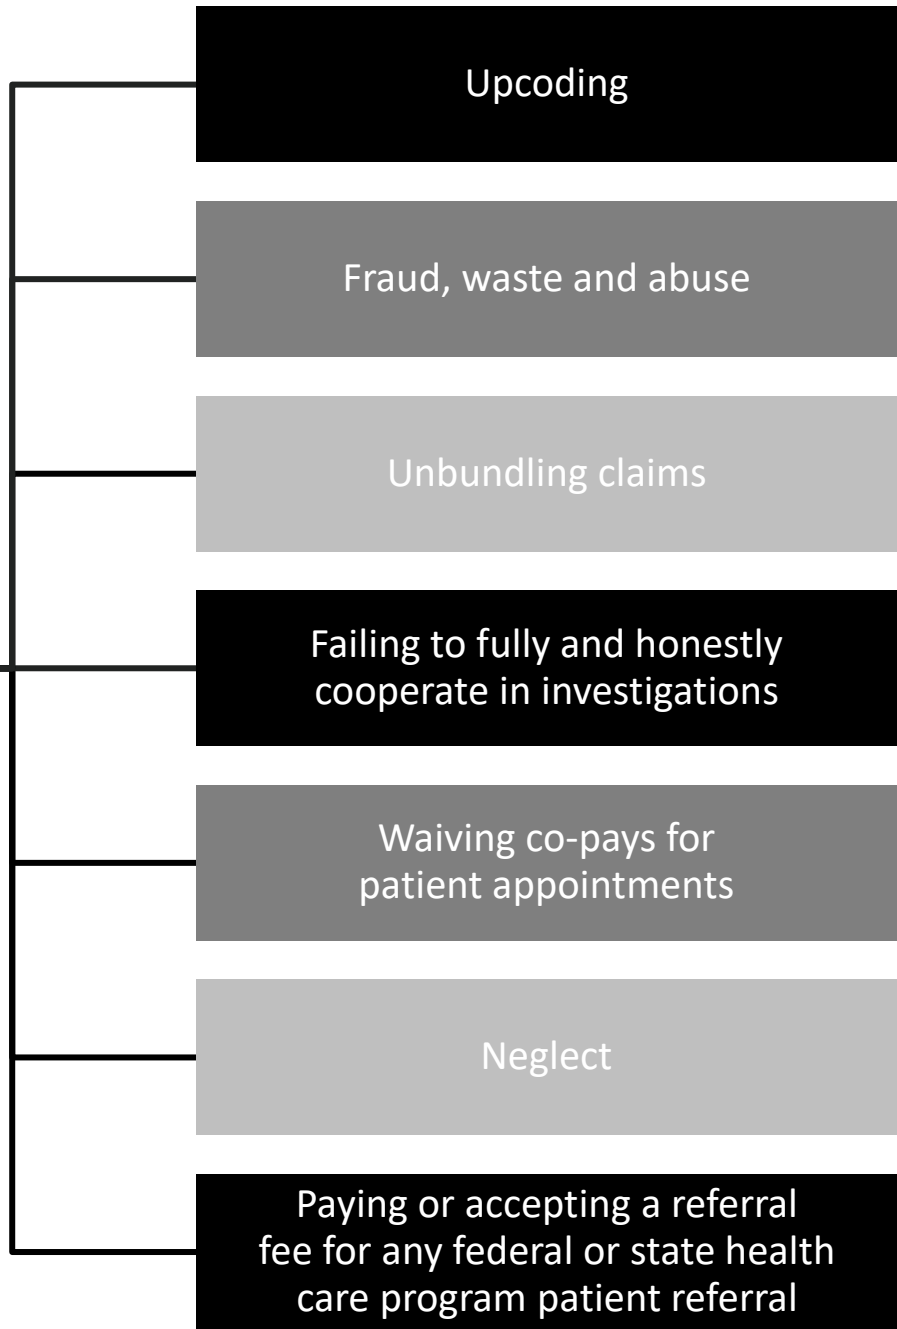 Upcoding
Fraud, waste and abuse
Unbundling claims
Failing to fully and honestly
cooperate in investigations
Waiving co-pays for
patient appointments
Neglect
Paying or accepting a referral
fee for any federal or state health
care program patient referral